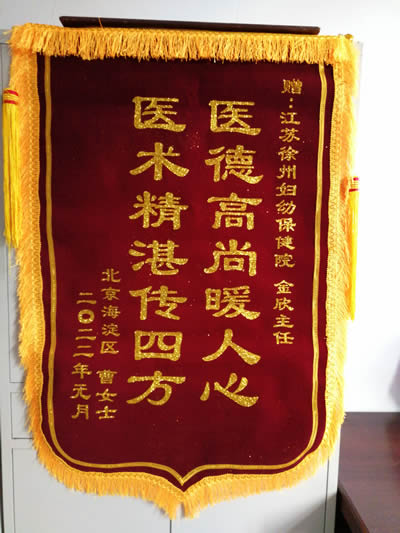 赠：江苏徐州妇幼保健院 金欣主任
医德高尚暖人心
医术精湛传四方
北京海淀区 曹女士
二〇二二年元月